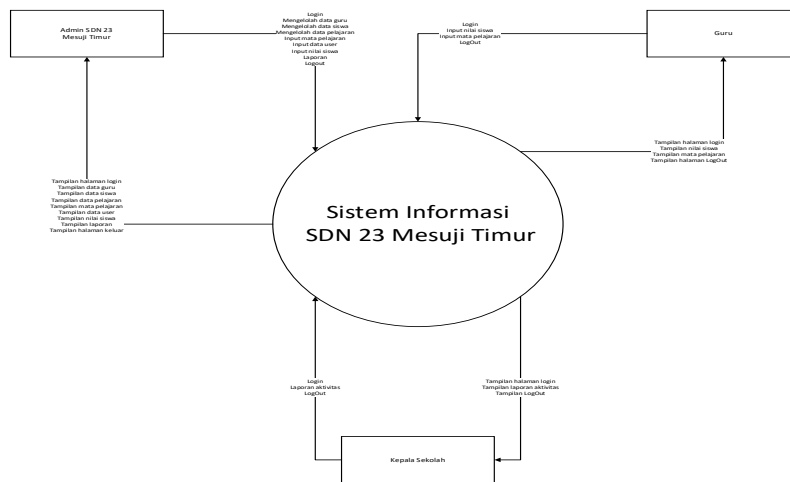 Admin SDN 23
Mesuji Timur
Login
Mengelolah data guru
Mengelolah data siswa
Mengelolah data pelajaran
Input mata pelajaran
Input data user
Input nilai siswa
Laporan
Logout
Login
Input nilai siswa
Input mata pelajaran
LogOut
Guru
Tampilan halaman login
Tampilan nilai siswa
Tampilan mata pelajaran
Tampilan halaman LogOut
Tampilan halaman login
Tampilan data guru
Tampilan data siswa
Tampilan data pelajaran
Tampilan mata pelajaran
Tampilan data user
Tampilan nilai siswa
Tampilan laporan
Tampilan halaman keluar
Sistem Informasi
SDN 23 Mesuji Timur
Login
Laporan aktivitas
LogOut
Tampilan halaman login
Tampilan laporan aktivitas
Tampilan LogOut
Kepala Sekolah